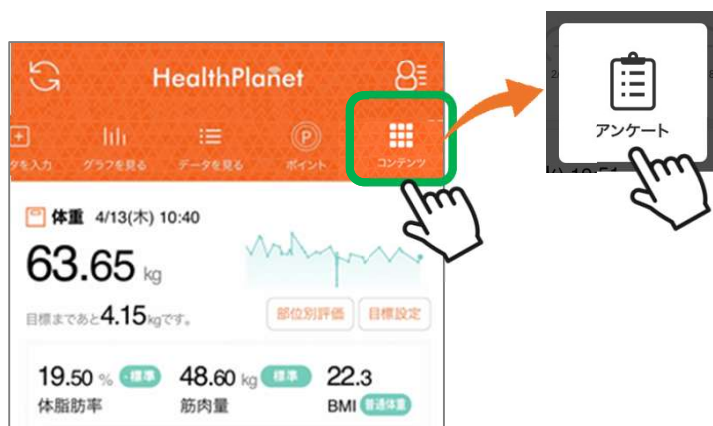 HealthPlanet
タを入力
グラフを見る
データを見る
ポイント
コンテンツ
アンケート
体重 4/13(木) 10:40
63.65 kg
目標まであと4.15kgです。
部位別評価
目標設定
19.50 % -標準
体脂肪率
48.60 kg 標準
筋肉量
22.3
BMI 普通体重